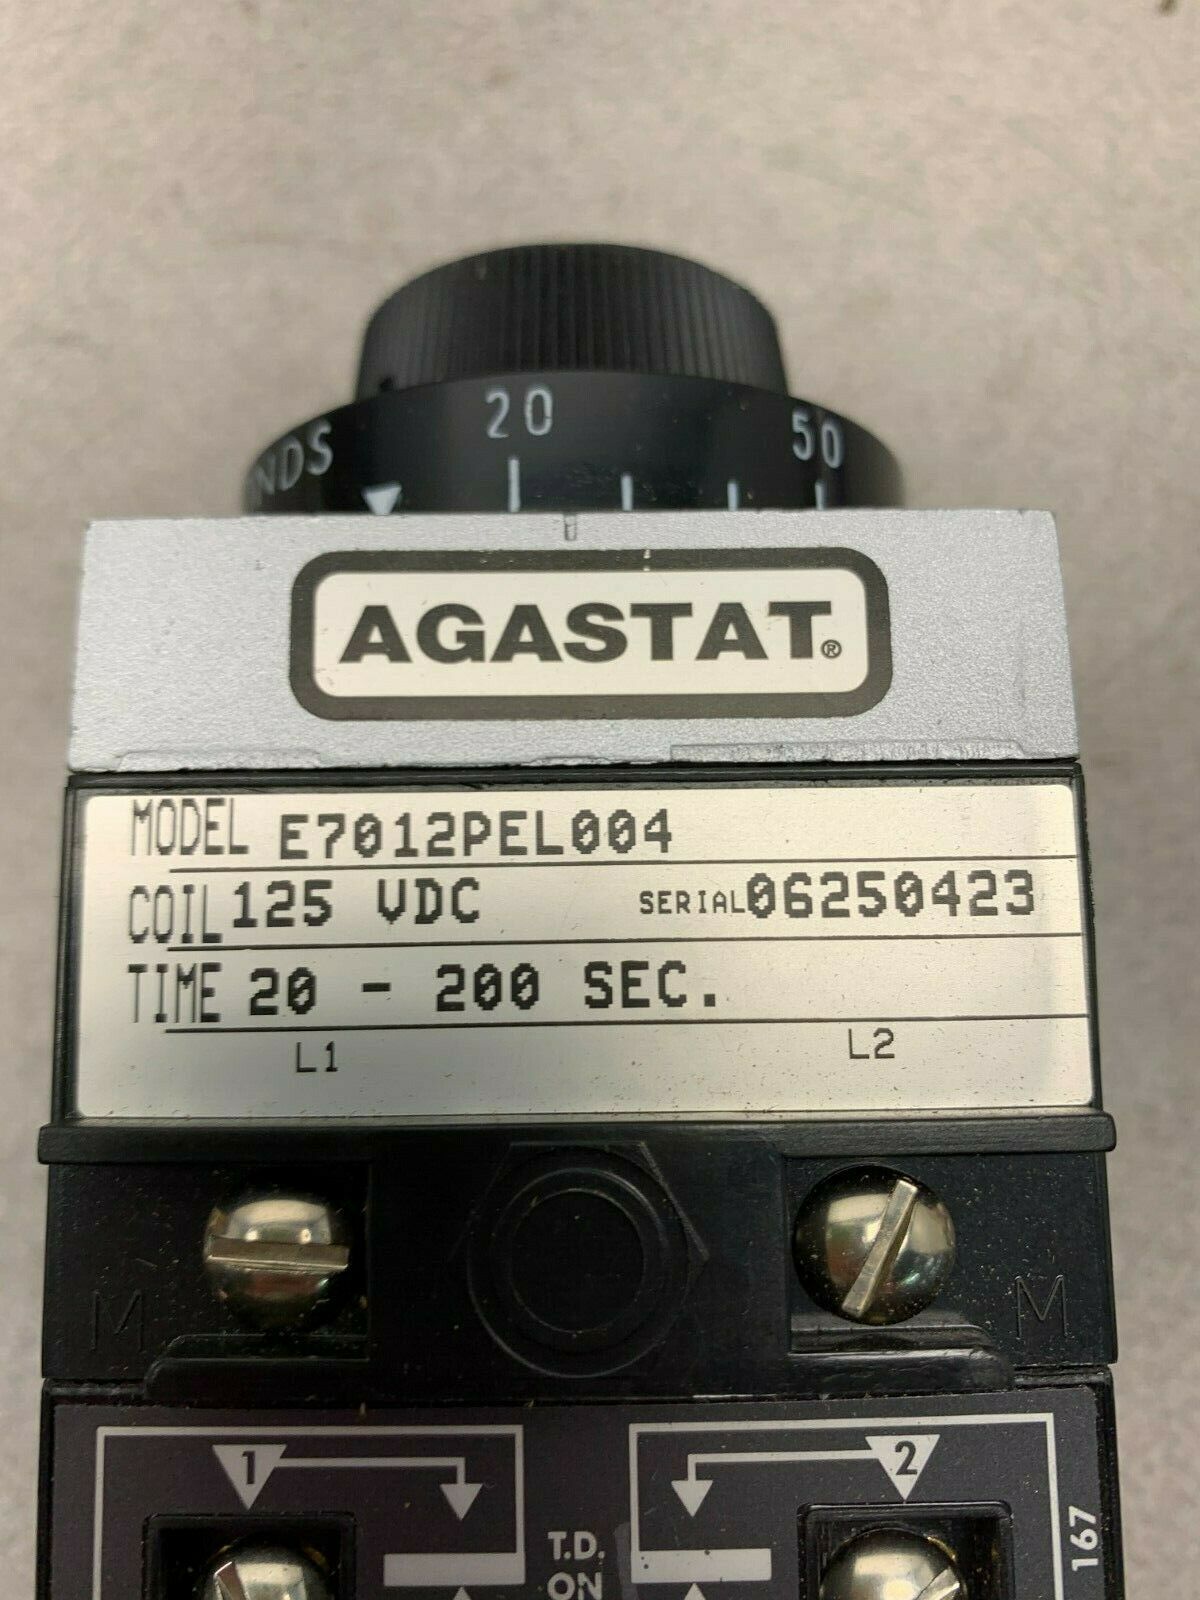 NDS 20 50
AGASTAT®
MODEL E7012PEL004
COIL 125 VDC SERIAL 06250423
TIME 20 - 200 SEC.
L1 L2
M M
1 2
T.D.
ON
167